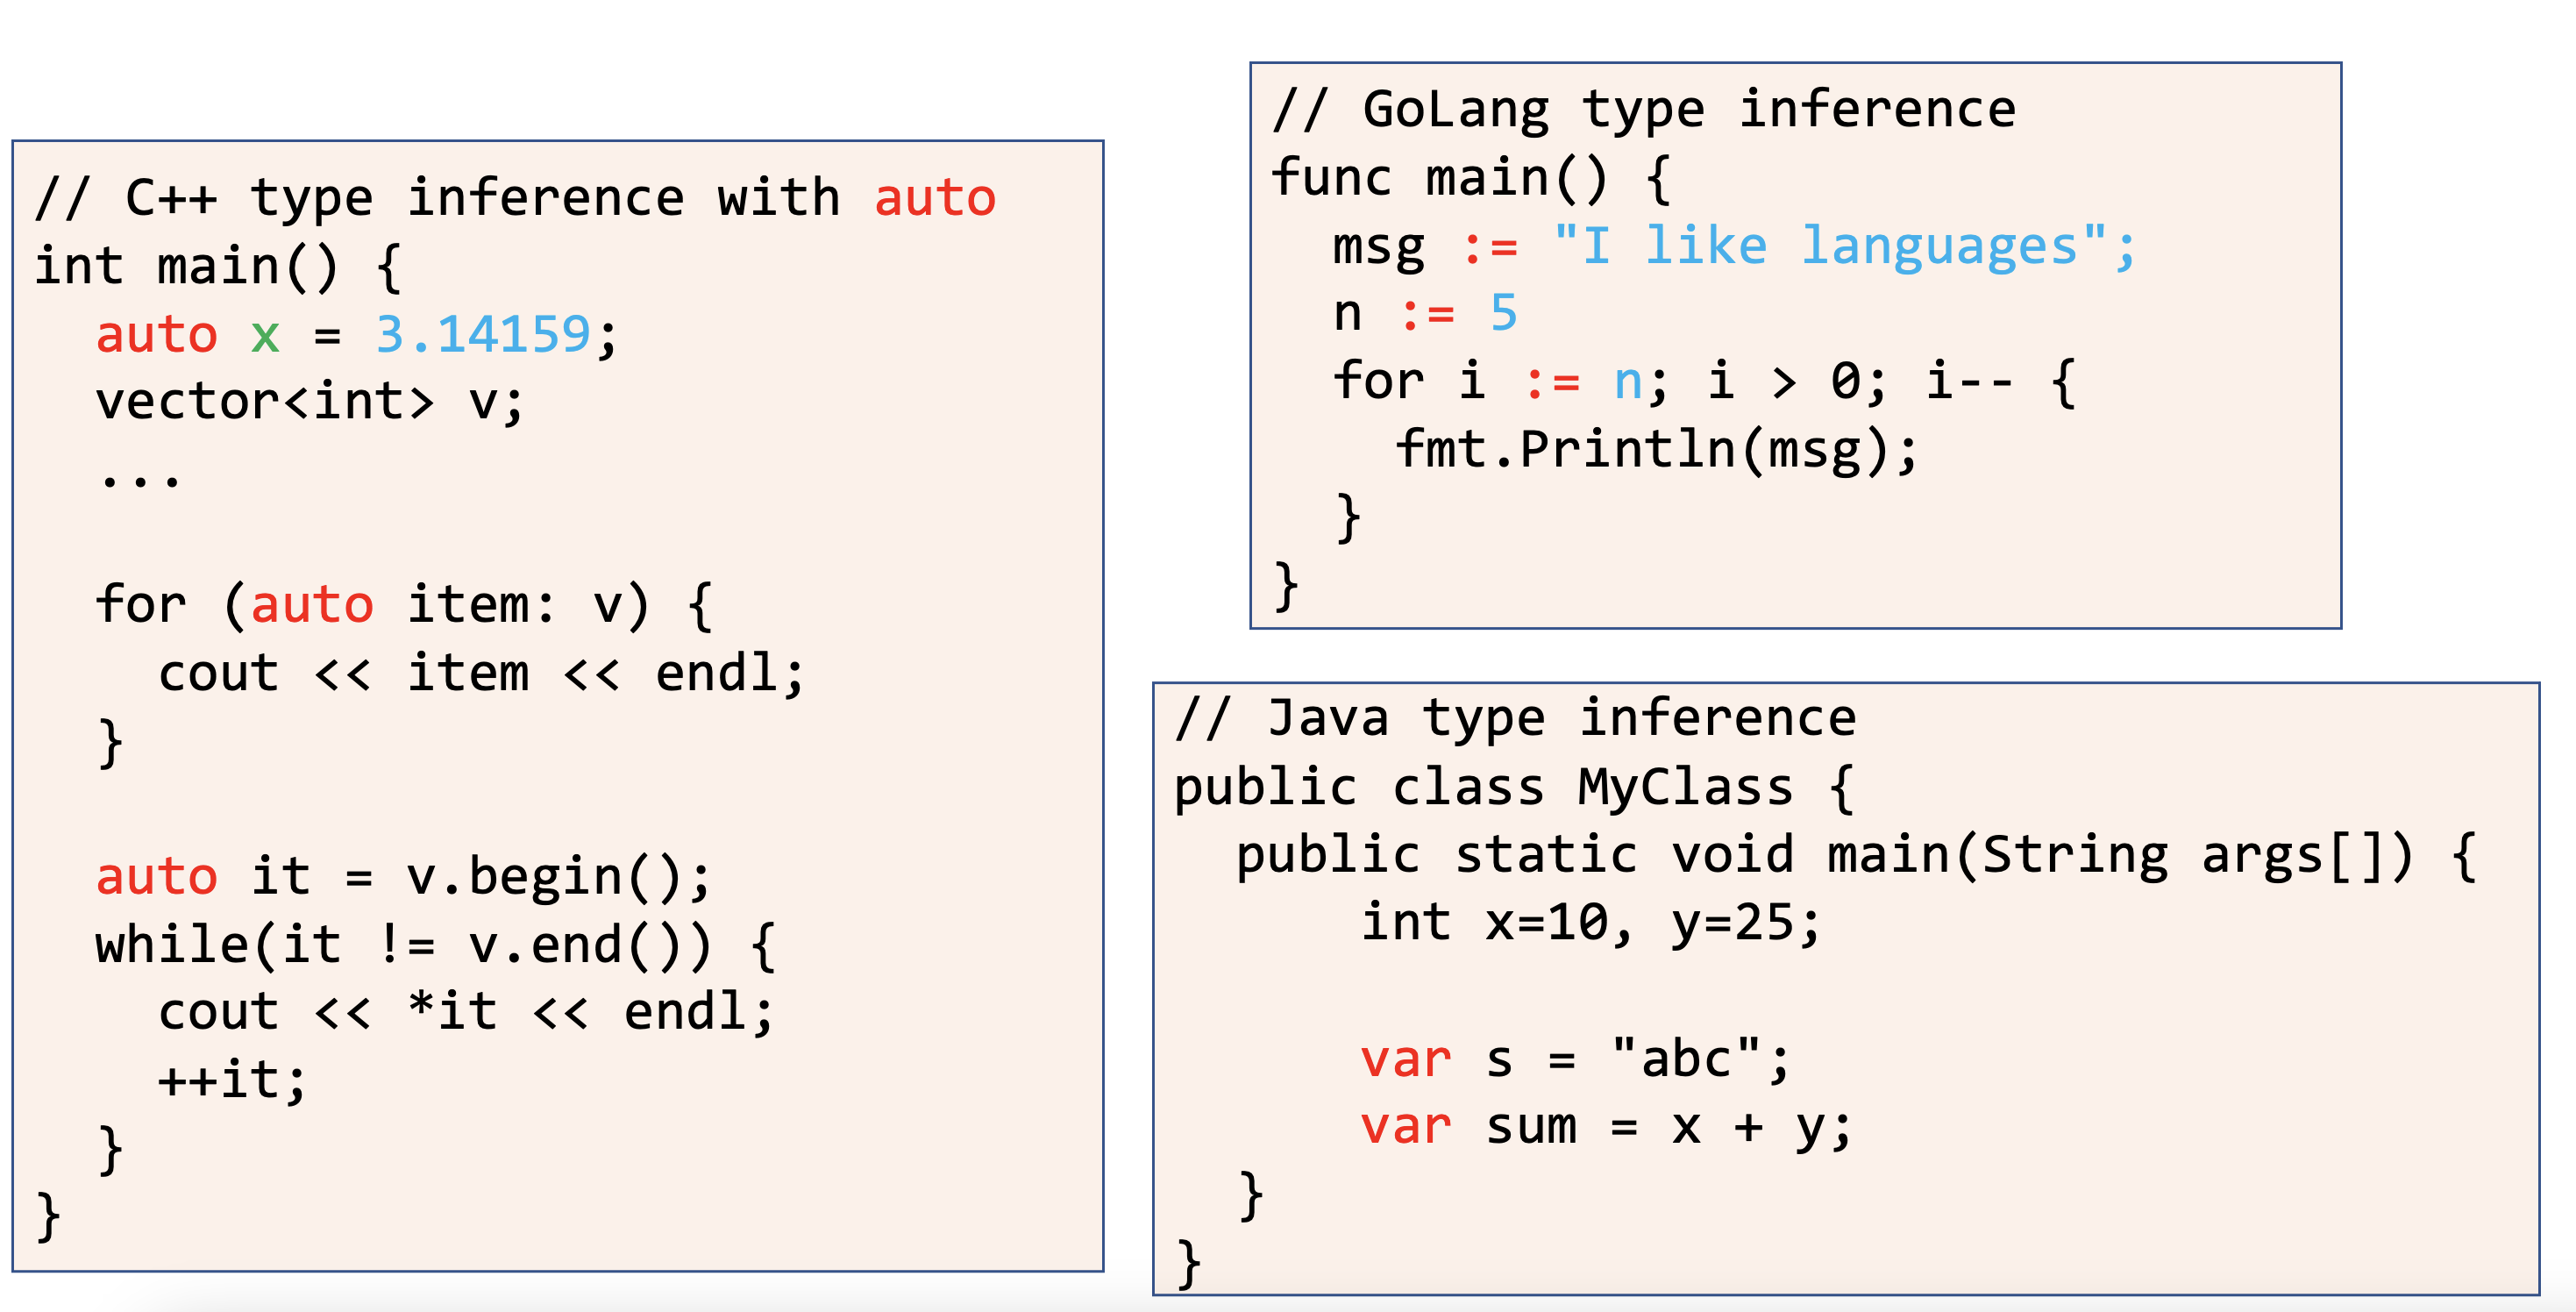 // C++ type inference with auto
int main() {
  auto x = 3.14159;
  vector<int> v;
  ...

  for (auto item: v) {
    cout << item << endl;
  }

  auto it = v.begin();
  while(it != v.end()) {
    cout << *it << endl;
    ++it;
  }
}

// GoLang type inference
func main() {
  msg := "I like languages";
  n := 5
  for i := n; i > 0; i-- {
    fmt.Println(msg);
  }
}

// Java type inference
public class MyClass {
  public static void main(String args[]) {
      int x=10, y=25;

      var s = "abc";
      var sum = x + y;
  }
}